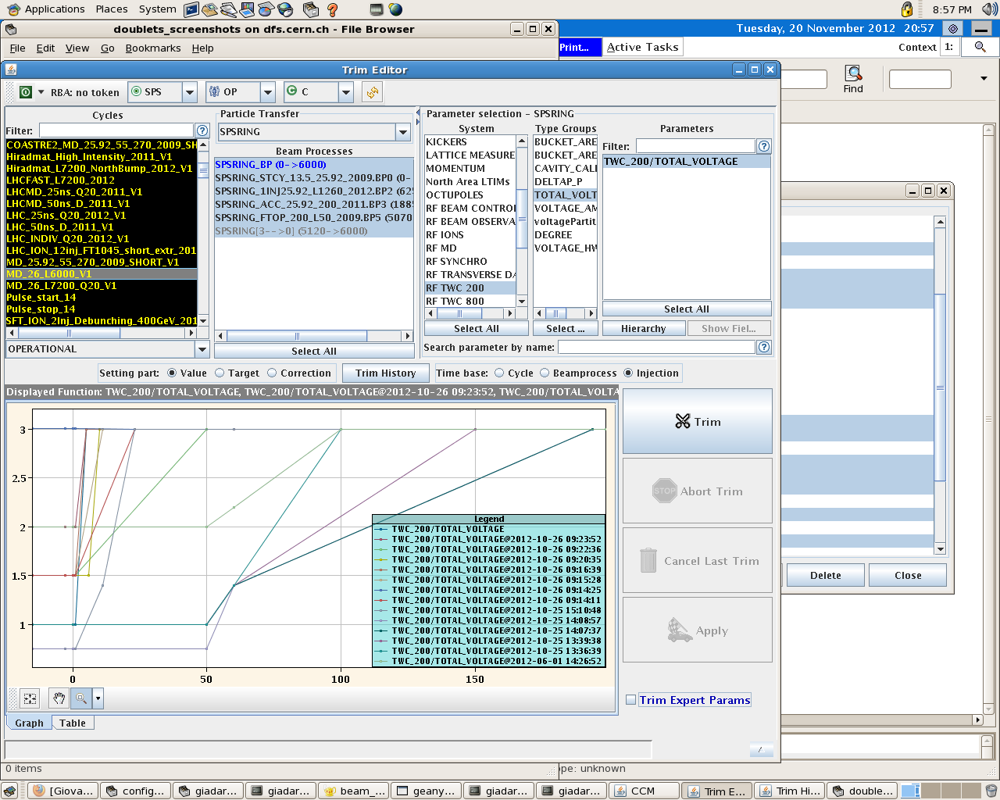 Applications Places System
8:57 PM
doublets_screenshots on dfs.cern.ch - File Browser
Tuesday, 20 November 2012 20:57
File Edit View Go Bookmarks Help
Print... Active Tasks
Context 1:
Trim Editor
Find
RBA: no token
SPS
OP
C
Cycles
Filter:
COASTRE2_MD_25.92_55_270_2009_SH
Hiradmat_High_Intensity_2011_V1
Hiradmat_L7200_NorthBump_2012_V1
LHCFAST_L7200_2012
LHCMD_25ns_Q20_2011_V1
LHCMD_50ns_D_2011_V1
LHC_25ns_Q20_2012_V1
LHC_50ns_D_2011_V1
LHC_INDIV_Q20_2012_V1
LHC_ION_12inj_FT1045_short_extr_201
MD_25.92_55_270_2009_SHORT_V1
MD_26_L6000_V1
MD_26_L7200_Q20_V1
Pulse_start_14
Pulse_stop_14
SFT_ION_2Inj_Debunching_400GeV_201
OPERATIONAL
Particle Transfer
SPSRING
Beam Processes
SPSRING_BP (0->6000)
SPSRING_STCY_13.5_25.92_2009.BP0 (0-
SPSRING_1INJ25.92_L1260_2012.BP2 (625
SPSRING_ACC_25.92_200_2011.BP3 (188
SPSRING_FTOP_200_L50_2009.BP5 (5070
SPSRING[3-->0] (5120->6000)
Select All
Parameter selection - SPSRING
System
KICKERS
LATTICE MEASURE
MOMENTUM
North Area LTIMs
OCTUPOLES
RF BEAM CONTRO
RF BEAM OBSERVA
RF IONS
RF MD
RF SYNCHRO
RF TRANSVERSE DA
RF TWC 200
RF TWC 800
Select All
Type Groups
BUCKET_ARE
BUCKET_ARE
CAVITY_CALI
DELTAP_P
TOTAL_VOLT
VOLTAGE_AM
voltagePartit
DEGREE
VOLTAGE_HW
Select ...
Parameters
Filter:
TWC_200/TOTAL_VOLTAGE
Select All
Hierarchy
Show Fiel...
Search parameter by name:
Setting part: Value Target Correction
Trim History
Time base: Cycle Beamprocess Injection
Displayed Function: TWC_200/TOTAL_VOLTAGE, TWC_200/TOTAL_VOLTAGE@2012-10-26 09:23:52, TWC_200/TOTAL_VOLTA
3
2.5
2
1.5
1
0 50 100 150
Legend
TWC_200/TOTAL_VOLTAGE
TWC_200/TOTAL_VOLTAGE@2012-10-26 09:23:52
TWC_200/TOTAL_VOLTAGE@2012-10-26 09:22:36
TWC_200/TOTAL_VOLTAGE@2012-10-26 09:20:35
TWC_200/TOTAL_VOLTAGE@2012-10-26 09:16:39
TWC_200/TOTAL_VOLTAGE@2012-10-26 09:15:28
TWC_200/TOTAL_VOLTAGE@2012-10-26 09:14:25
TWC_200/TOTAL_VOLTAGE@2012-10-26 09:14:11
TWC_200/TOTAL_VOLTAGE@2012-10-25 15:10:48
TWC_200/TOTAL_VOLTAGE@2012-10-25 14:08:57
TWC_200/TOTAL_VOLTAGE@2012-10-25 14:07:37
TWC_200/TOTAL_VOLTAGE@2012-10-25 13:39:38
TWC_200/TOTAL_VOLTAGE@2012-10-25 13:36:39
TWC_200/TOTAL_VOLTAGE@2012-06-01 14:26:52
Trim
STOP Abort Trim
Cancel Last Trim
Apply
Trim Expert Params
Delete
Close
Graph Table
0 items
ope: unknown
[Giova...
config...
giadar...
giadar...
beam_...
geany...
giadar...
giadar...
CCM
Trim E...
Trim Hi...
double...